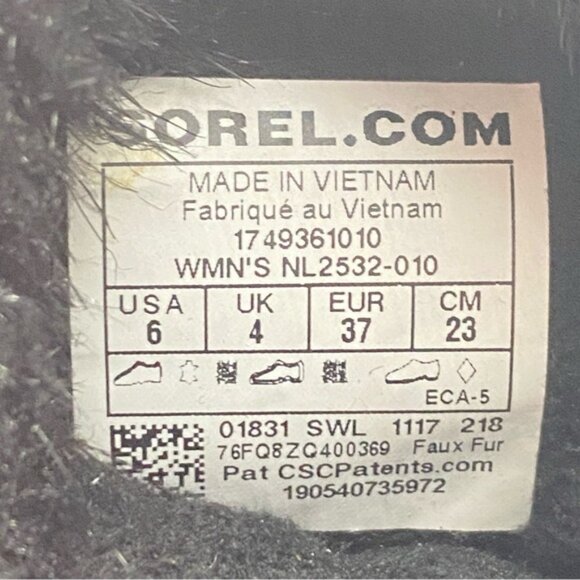 SOREL.COM
MADE IN VIETNAM
Fabriqué au Vietnam
1749361010
WMN'S NL2532-010
USA UK EUR CM
6 4 37 23
ECA-5
01831 SWL 1117 218
76FQ8ZQ400369 Faux Fur
Pat CSCPatents.com
190540735972